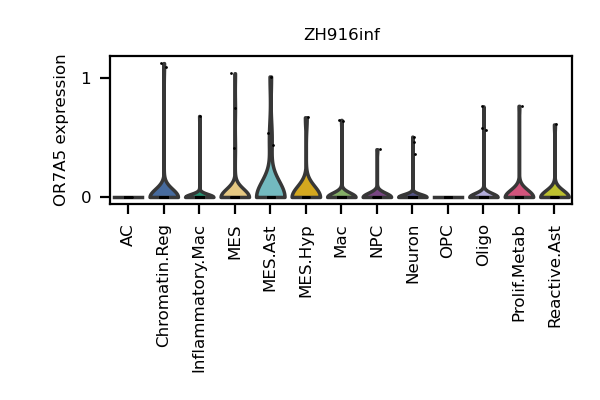 ZH916inf
OR7A5 expression
1
0
AC
Chromatin.Reg
Inflammatory.Mac
MES
MES.Ast
MES.Hyp
Mac
NPC
Neuron
OPC
Oligo
Prolif.Metab
Reactive.Ast